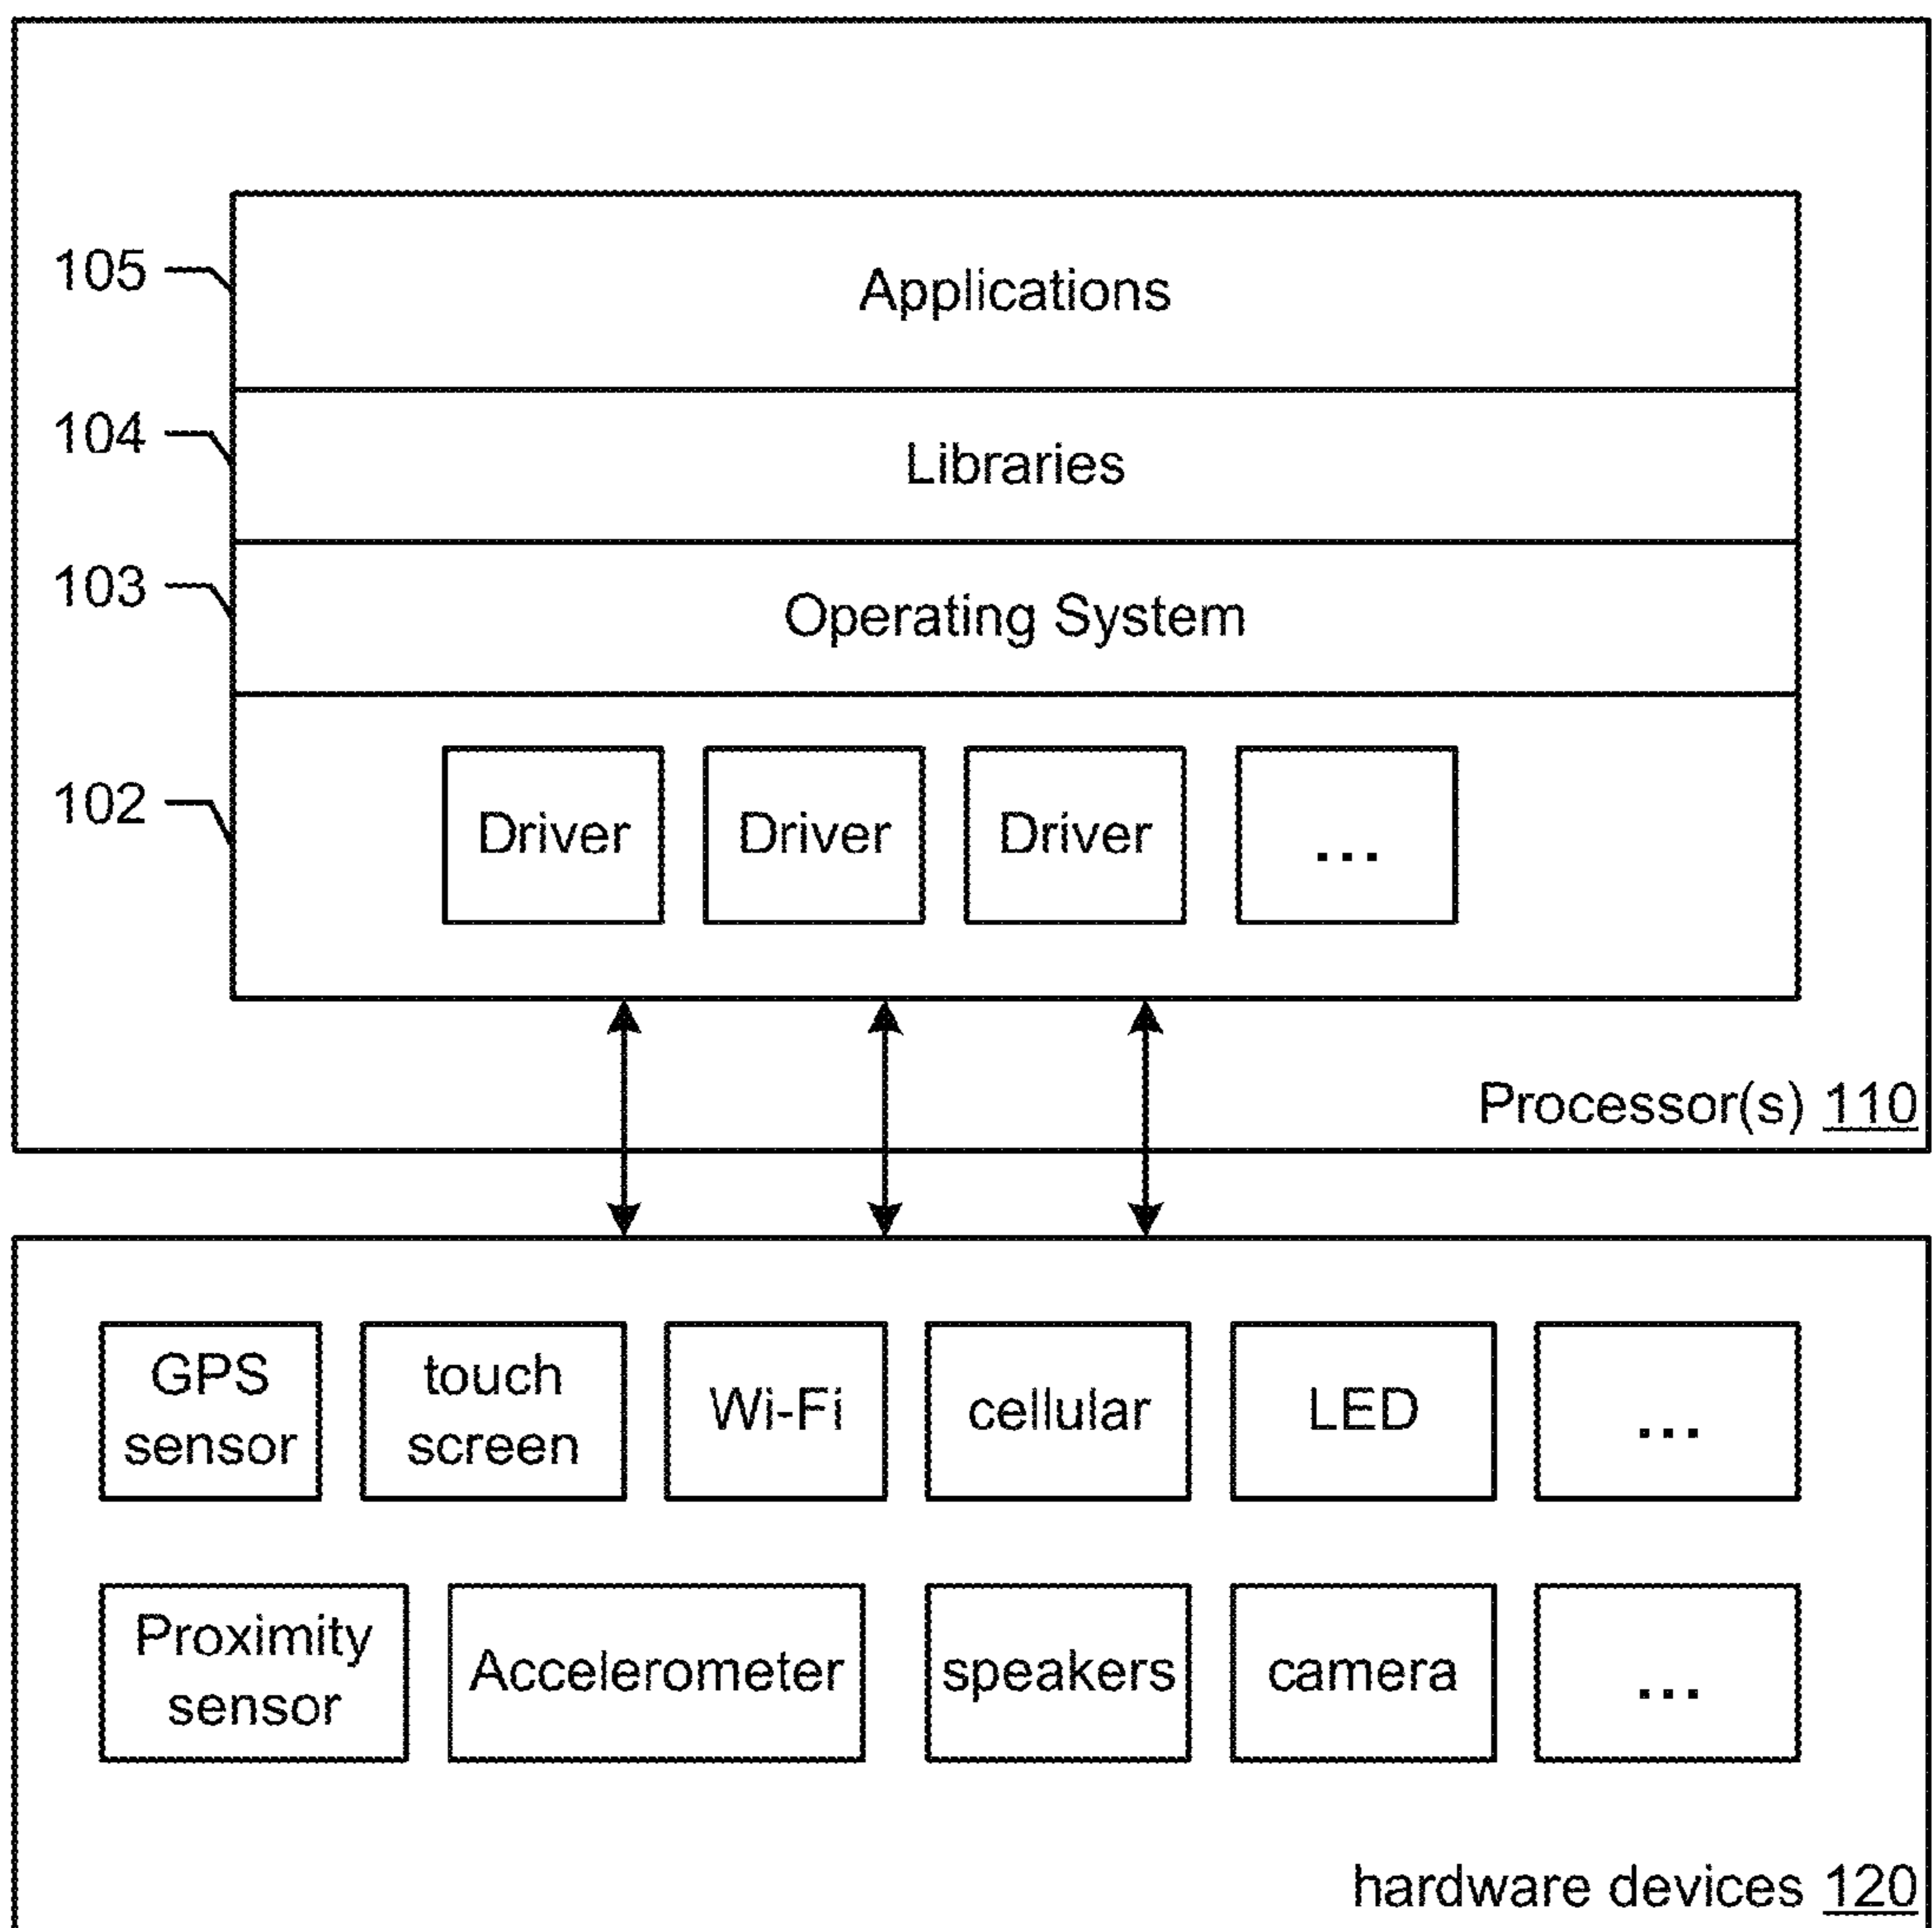 105
Applications
104
Libraries
103
Operating System
102
Driver Driver Driver ...
Processor(s) 110
GPS
sensor
touch
screen
Wi-Fi
cellular
LED
...
Proximity
sensor
Accelerometer
speakers
camera
...
hardware devices 120